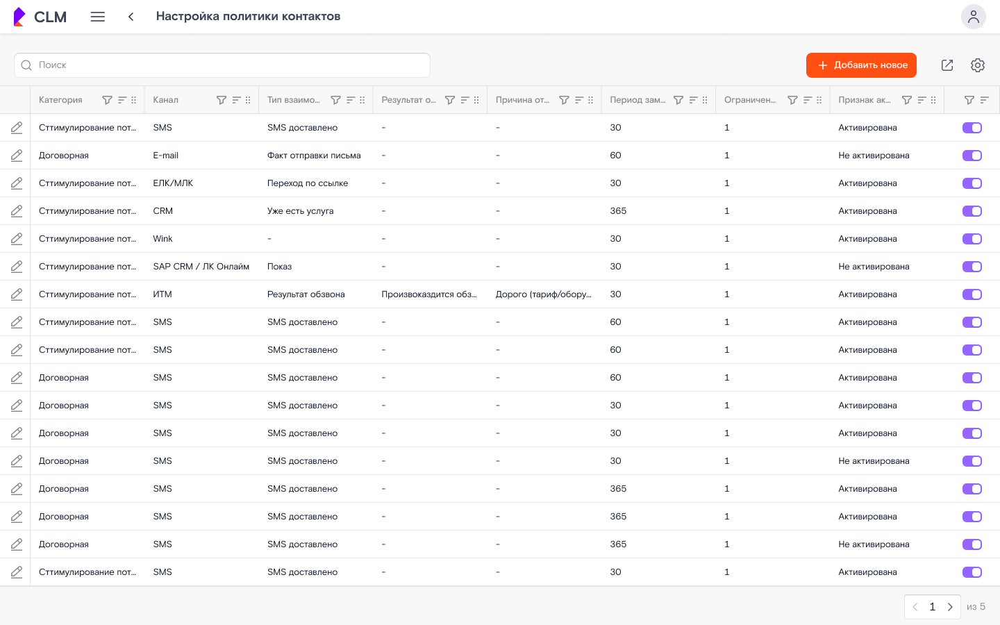 CLM Настройка политики контактов
Поиск Добавить новое
Категория Канал Тип взаимо... Результат о... Причина от... Период зам... Ограничен... Признак ак...
Сттимулирование пот... SMS SMS доставлено - - 30 1 Активирована
Договорная E-mail Факт отправки письма - - 60 1 Не активирована
Сттимулирование пот... ЕЛК/МЛК Переход по ссылке - - 30 1 Активирована
Сттимулирование пот... CRM Уже есть услуга - - 365 1 Активирована
Сттимулирование пот... Wink - - - 30 1 Активирована
Сттимулирование пот... SAP CRM / ЛК Онлайм Показ - - 30 1 Не активирована
Сттимулирование пот... ИТМ Результат обзвона Произвоказдится обз... Дорого (тариф/обору... 30 1 Активирована
Сттимулирование пот... SMS SMS доставлено - - 60 1 Активирована
Сттимулирование пот... SMS SMS доставлено - - 60 1 Активирована
Договорная SMS SMS доставлено - - 60 1 Активирована
Договорная SMS SMS доставлено - - 30 1 Активирована
Договорная SMS SMS доставлено - - 30 1 Активирована
Договорная SMS SMS доставлено - - 30 1 Не активирована
Договорная SMS SMS доставлено - - 365 1 Активирована
Договорная SMS SMS доставлено - - 365 1 Активирована
Договорная SMS SMS доставлено - - 365 1 Не активирована
Сттимулирование пот... SMS SMS доставлено - - 30 1 Активирована
1 из 5